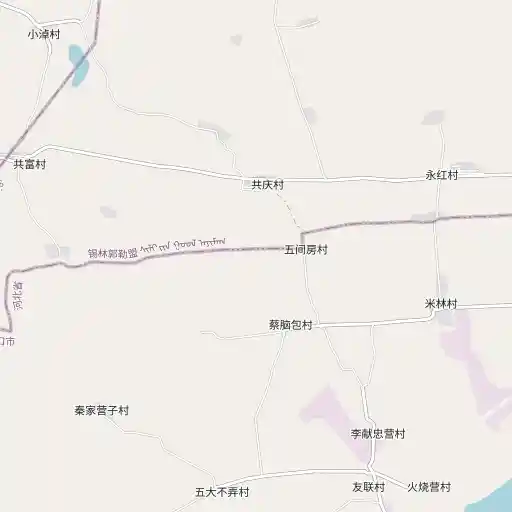 小淖村
共富村
共庆村
永红村
锡林郭勒盟
五间房村
河北省
米林村
蔡脑包村
口市
秦家营子村
李献忠营村
五大不弄村
友联村
火烧营村